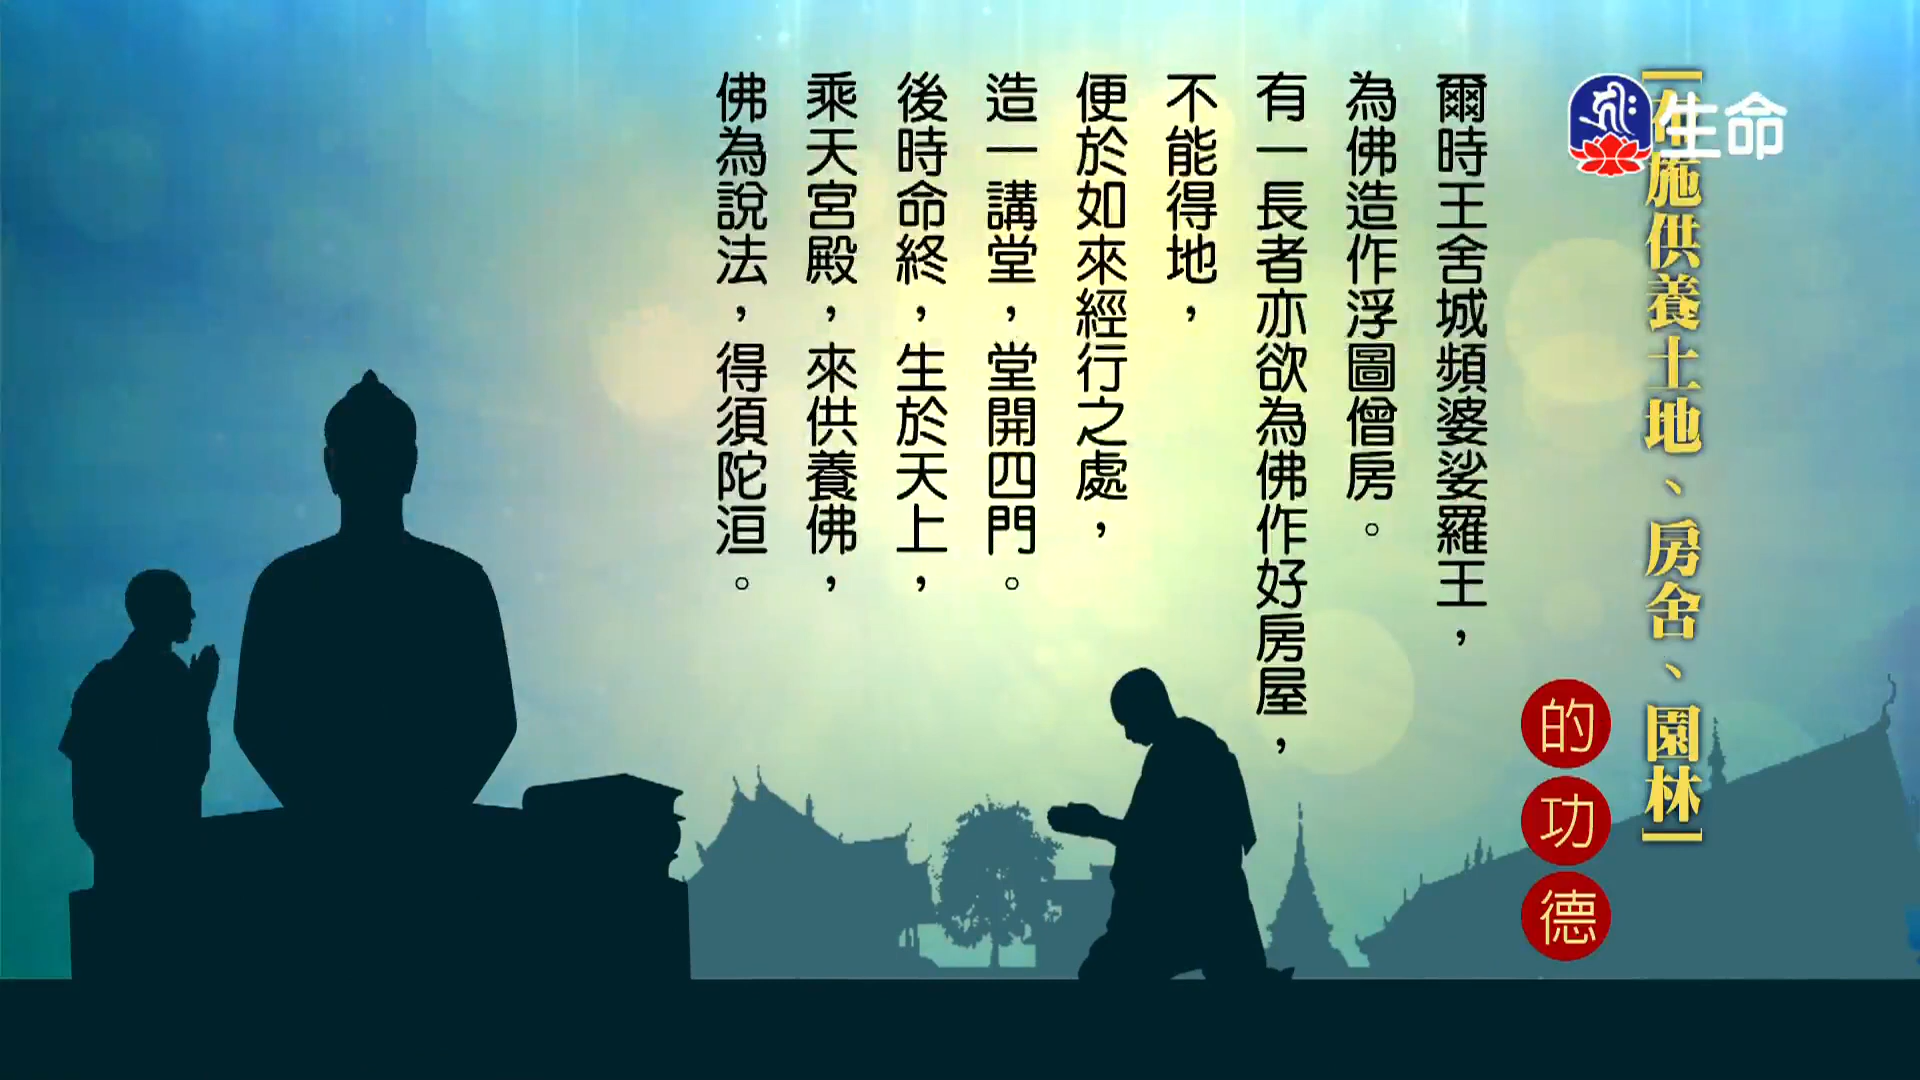 生命
施供養土地、房舍、園林
的功德
爾時王舍城頻婆娑羅王，
為佛造作浮圖僧房。
有一長者亦欲為佛作好房屋，
不能得地，
便於如來經行之處，
造一講堂，堂開四門。
後時命終，生於天上，
乘天宮殿，來供養佛，
佛為說法，得須陀洹。